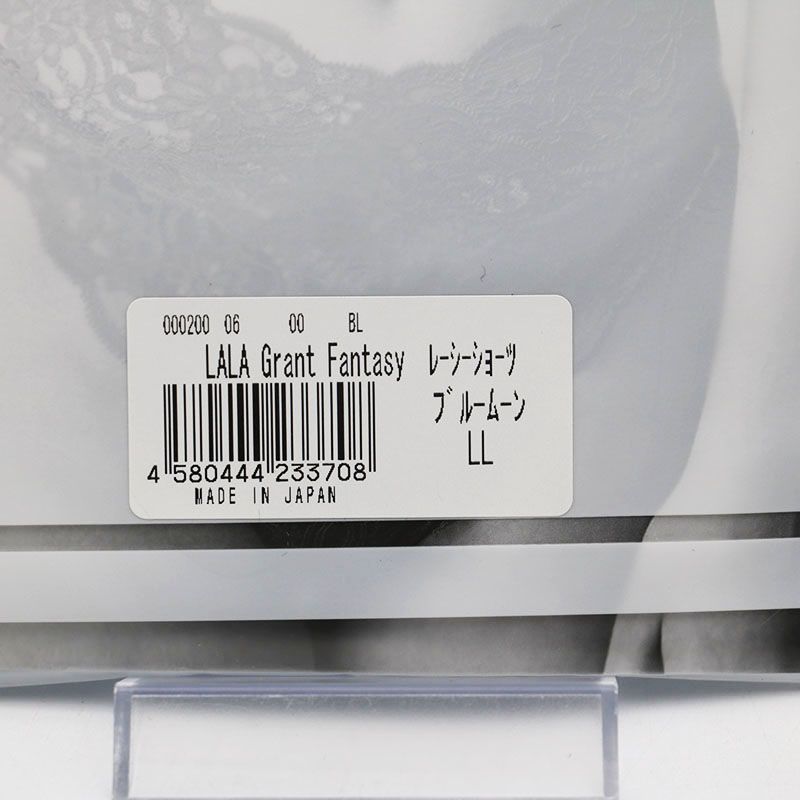 000200 06 00 BL
LALA Grant Fantasy ﾚｰｼｰｼｮｰﾂ
ﾌﾞﾙｰﾑｰﾝ
LL
4 580444 233708
MADE IN JAPAN